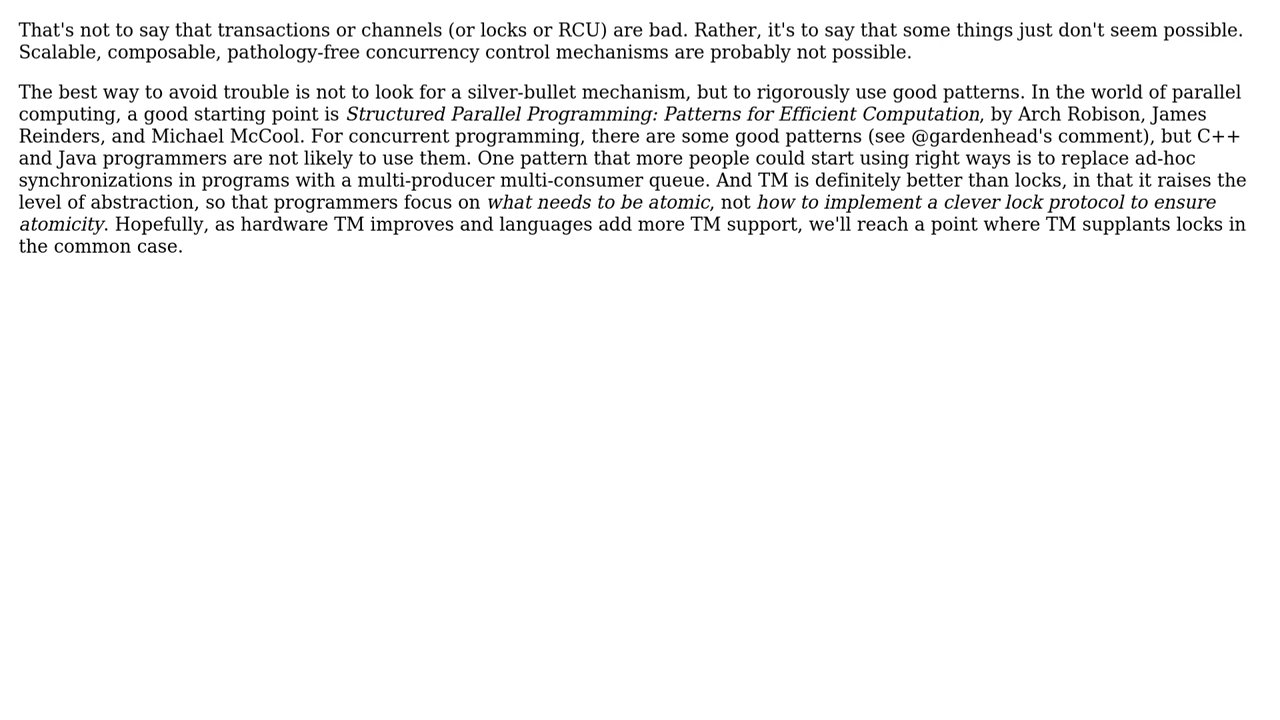 That's not to say that transactions or channels (or locks or RCU) are bad. Rather, it's to say that some things just don't seem possible.
Scalable, composable, pathology-free concurrency control mechanisms are probably not possible.
The best way to avoid trouble is not to look for a silver-bullet mechanism, but to rigorously use good patterns. In the world of parallel
computing, a good starting point is Structured Parallel Programming: Patterns for Efficient Computation, by Arch Robison, James
Reinders, and Michael McCool. For concurrent programming, there are some good patterns (see @gardenhead's comment), but C++
and Java programmers are not likely to use them. One pattern that more people could start using right ways is to replace ad-hoc
synchronizations in programs with a multi-producer multi-consumer queue. And TM is definitely better than locks, in that it raises the
level of abstraction, so that programmers focus on what needs to be atomic, not how to implement a clever lock protocol to ensure
atomicity. Hopefully, as hardware TM improves and languages add more TM support, we'll reach a point where TM supplants locks in
the common case.